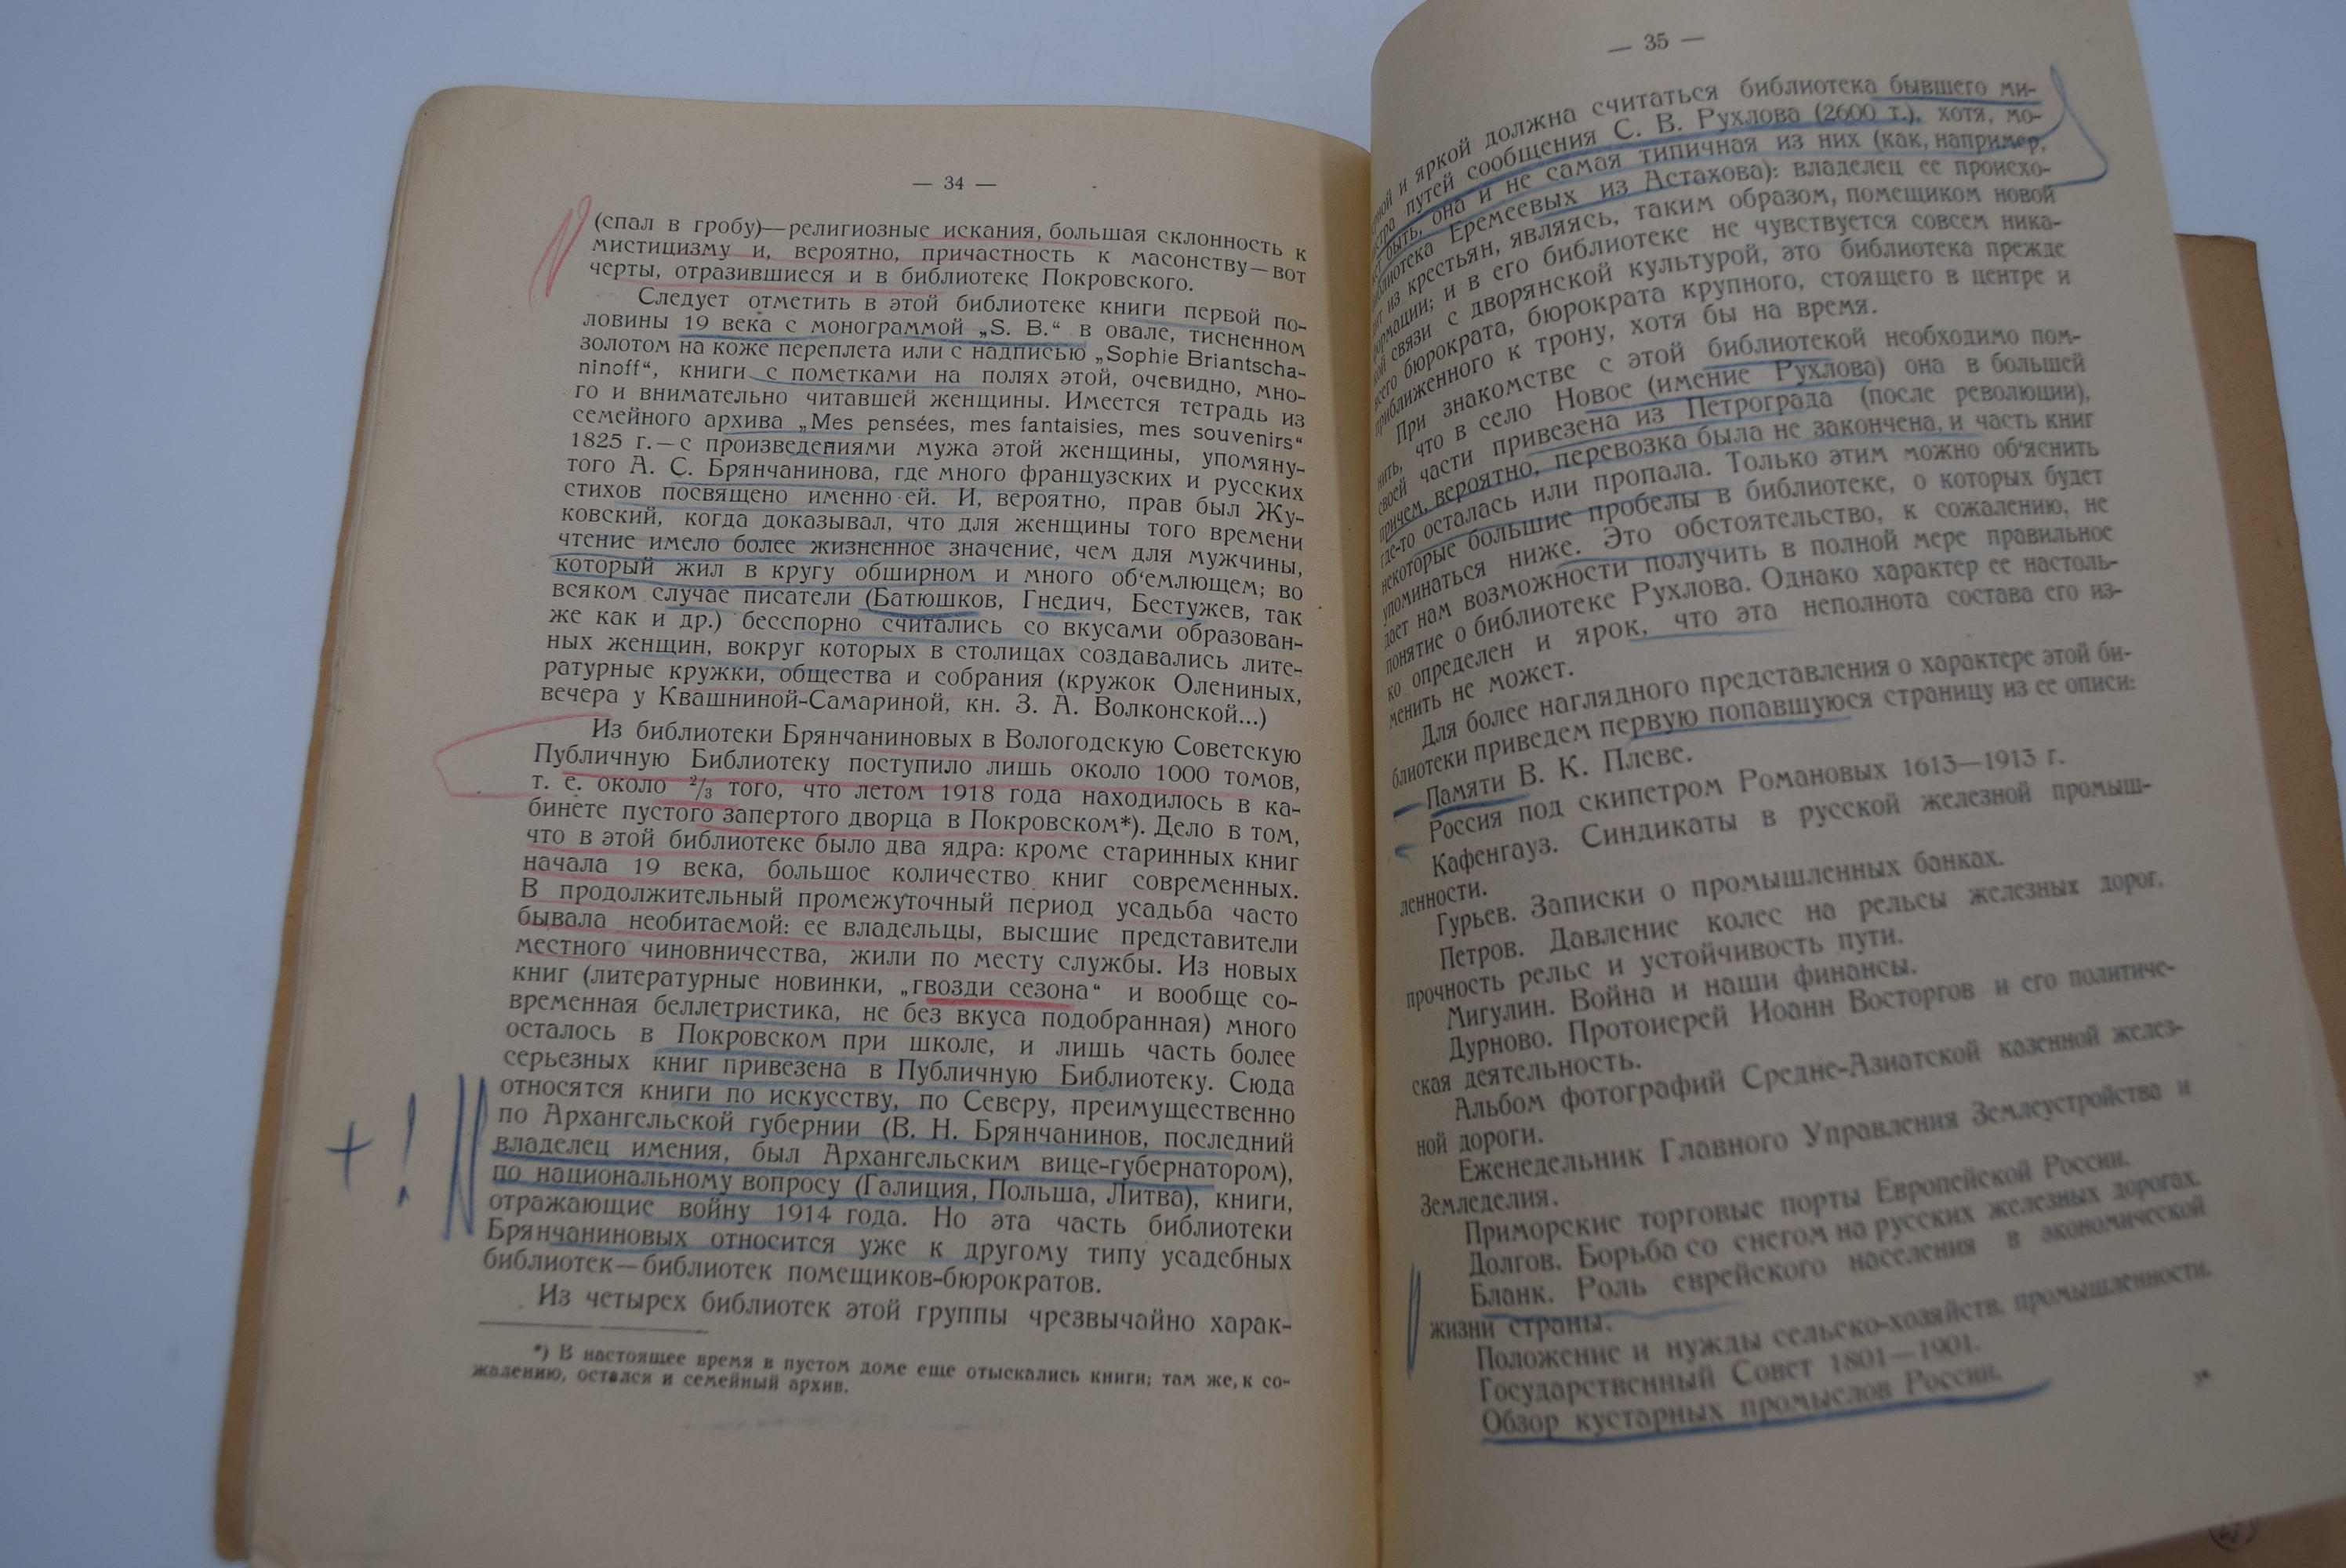 — 34 —
(спал в гробу)—религиозные искания, большая склонность к
мистицизму и, вероятно, причастность к масонству—вот
черты, отразившиеся и в библиотеке Покровского.
Следует отметить в этой библиотеке книги первой по-
ловины 19 века с монограммой „S. B.“ в овале, тисненном
золотом на коже переплета или с надписью „Sophie Briantscha-
ninoff“, книги с пометками на полях этой, очевидно, мно-
го и внимательно читавшей женщины. Имеется тетрадь из
семейного архива „Mes pensées, mes fantaisies, mes souvenirs“
1825 г.—с произведениями мужа этой женщины, упомяну-
того А. С. Брянчанинова, где много французских и русских
стихов посвящено именно ей. И, вероятно, прав был Жу-
ковский, когда доказывал, что для женщины того времени
чтение имело более жизненное значение, чем для мужчины,
который жил в кругу обширном и много об‘емлющем; во
всяком случае писатели (Батюшков, Гнедич, Бестужев, так
же как и др.) бесспорно считались со вкусами образован-
ных женщин, вокруг которых в столицах создавались лите-
ратурные кружки, общества и собрания (кружок Олениных,
вечера у Квашниной-Самариной, кн. З. А. Волконской...)
Из библиотеки Брянчаниновых в Вологодскую Советскую
Публичную Библиотеку поступило лишь около 1000 томов,
т. е. около 2/3 того, что летом 1918 года находилось в ка-
бинете пустого запертого дворца в Покровском*). Дело в том,
что в этой библиотеке было два ядра: кроме старинных книг
начала 19 века, большое количество книг современных.
В продолжительный промежуточный период усадьба часто
бывала необитаемой: ее владельцы, высшие представители
местного чиновничества, жили по месту службы. Из новых
книг (литературные новинки, „гвозди сезона“ и вообще со-
временная беллетристика, не без вкуса подобранная) много
осталось в Покровском при школе, и лишь часть более
серьезных книг привезена в Публичную Библиотеку. Сюда
относятся книги по искусству, по Северу, преимущественно
по Архангельской губернии (В. Н. Брянчанинов, последний
владелец имения, был Архангельским вице-губернатором),
по национальному вопросу (Галиция, Польша, Литва), книги,
отражающие войну 1914 года. Но эта часть библиотеки
Брянчаниновых относится уже к другому типу усадебных
библиотек—библиотек помещиков-бюрократов.
Из четырех библиотек этой группы чрезвычайно харак-
*) В настоящее время в пустом доме еще отыскались книги; там же, к со-
жалению, остался и семейный архив.
+ !
— 35 —
и яркой должна считаться библиотека бывшего ми-
путей сообщения С. В. Рухлова (2600 т.), хотя, мо-
быть, она и не самая типичная из них (как, например,
библиотека Еремеевых из Астахова): владелец ее происхо-
из крестьян, являясь, таким образом, помещиком новой
формации; и в его библиотеке не чувствуется совсем ника-
кой связи с дворянской культурой, это библиотека прежде
всего бюрократа, бюрократа крупного, стоящего в центре и
приближенного к трону, хотя бы на время.
При знакомстве с этой библиотекой необходимо пом-
нить, что в село Новое (имение Рухлова) она в большей
своей части привезена из Петрограда (после революции),
причем, вероятно, перевозка была не закончена, и часть книг
где-то осталась или пропала. Только этим можно об‘яснить
некоторые большие пробелы в библиотеке, о которых будет
упоминаться ниже. Это обстоятельство, к сожалению, не
дает нам возможности получить в полной мере правильное
понятие о библиотеке Рухлова. Однако характер ее настоль-
ко определен и ярок, что эта неполнота состава его из-
менить не может.
Для более наглядного представления о характере этой би-
блиотеки приведем первую попавшуюся страницу из ее описи:
Памяти В. К. Плеве.
Россия под скипетром Романовых 1613—1913 г.
Кафенгауз. Синдикаты в русской железной промыш-
ленности.
Гурьев. Записки о промышленных банках.
Петров. Давление колес на рельсы железных дорог,
прочность рельс и устойчивость пути.
Мигулин. Война и наши финансы.
Дурново. Протоиерей Иоанн Восторгов и его политиче-
ская деятельность.
Альбом фотографий Средне-Азиатской казенной желез-
ной дороги.
Еженедельник Главного Управления Землеустройства и
Земледелия.
Приморские торговые порты Европейской России.
Долгов. Борьба со снегом на русских железных дорогах.
Бланк. Роль еврейского населения в экономической
жизни страны.
Положение и нужды сельско-хозяйств. промышленности.
Государственный Совет 1801—1901.
Обзор кустарных промыслов России.
3*